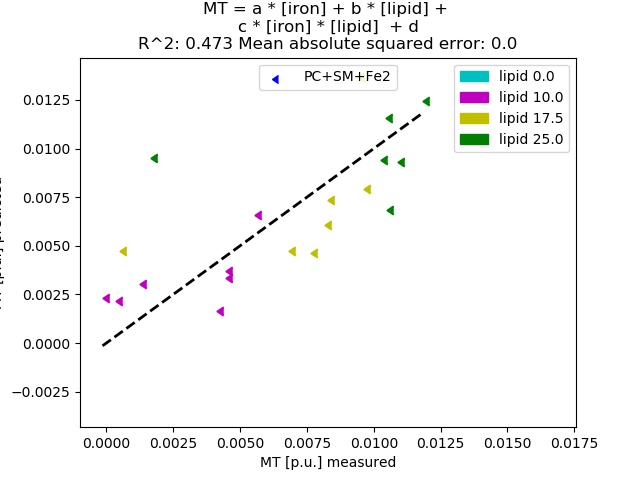 MT = a * [iron] + b * [lipid] +
c * [iron] * [lipid] + d
R^2: 0.473 Mean absolute squared error: 0.0
PC+SM+Fe2
lipid 0.0
lipid 10.0
lipid 17.5
lipid 25.0
0.0125
0.0100
0.0075
0.0050
0.0025
0.0000
−0.0025
0.0000 0.0025 0.0050 0.0075 0.0100 0.0125 0.0150 0.0175
MT [p.u.] measured